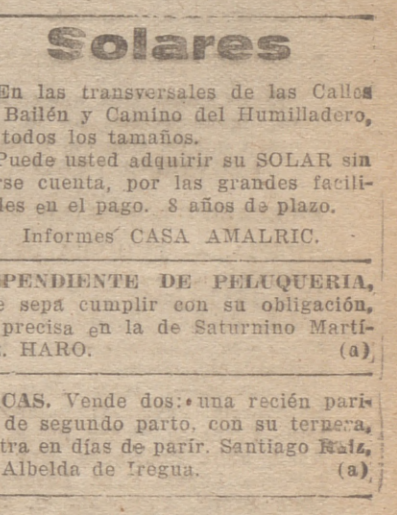 Solares
En las transversales de las Calles
Bailén y Camino del Humilladero,
todos los tamaños.
Puede usted adquirir su SOLAR sin
rse cuenta, por las grandes facili-
des en el pago. 8 años de plazo.
Informes CASA AMALRIC.
PENDIENTE DE PELUQUERIA,
e sepa cumplir con su obligación,
precisa en la de Saturnino Martí-
. HARO. (a)
CAS. Vende dos: una recién pari-
de segundo parto, con su ternera,
tra en días de parir. Santiago Ruiz,
Albelda de Iregua. (a)